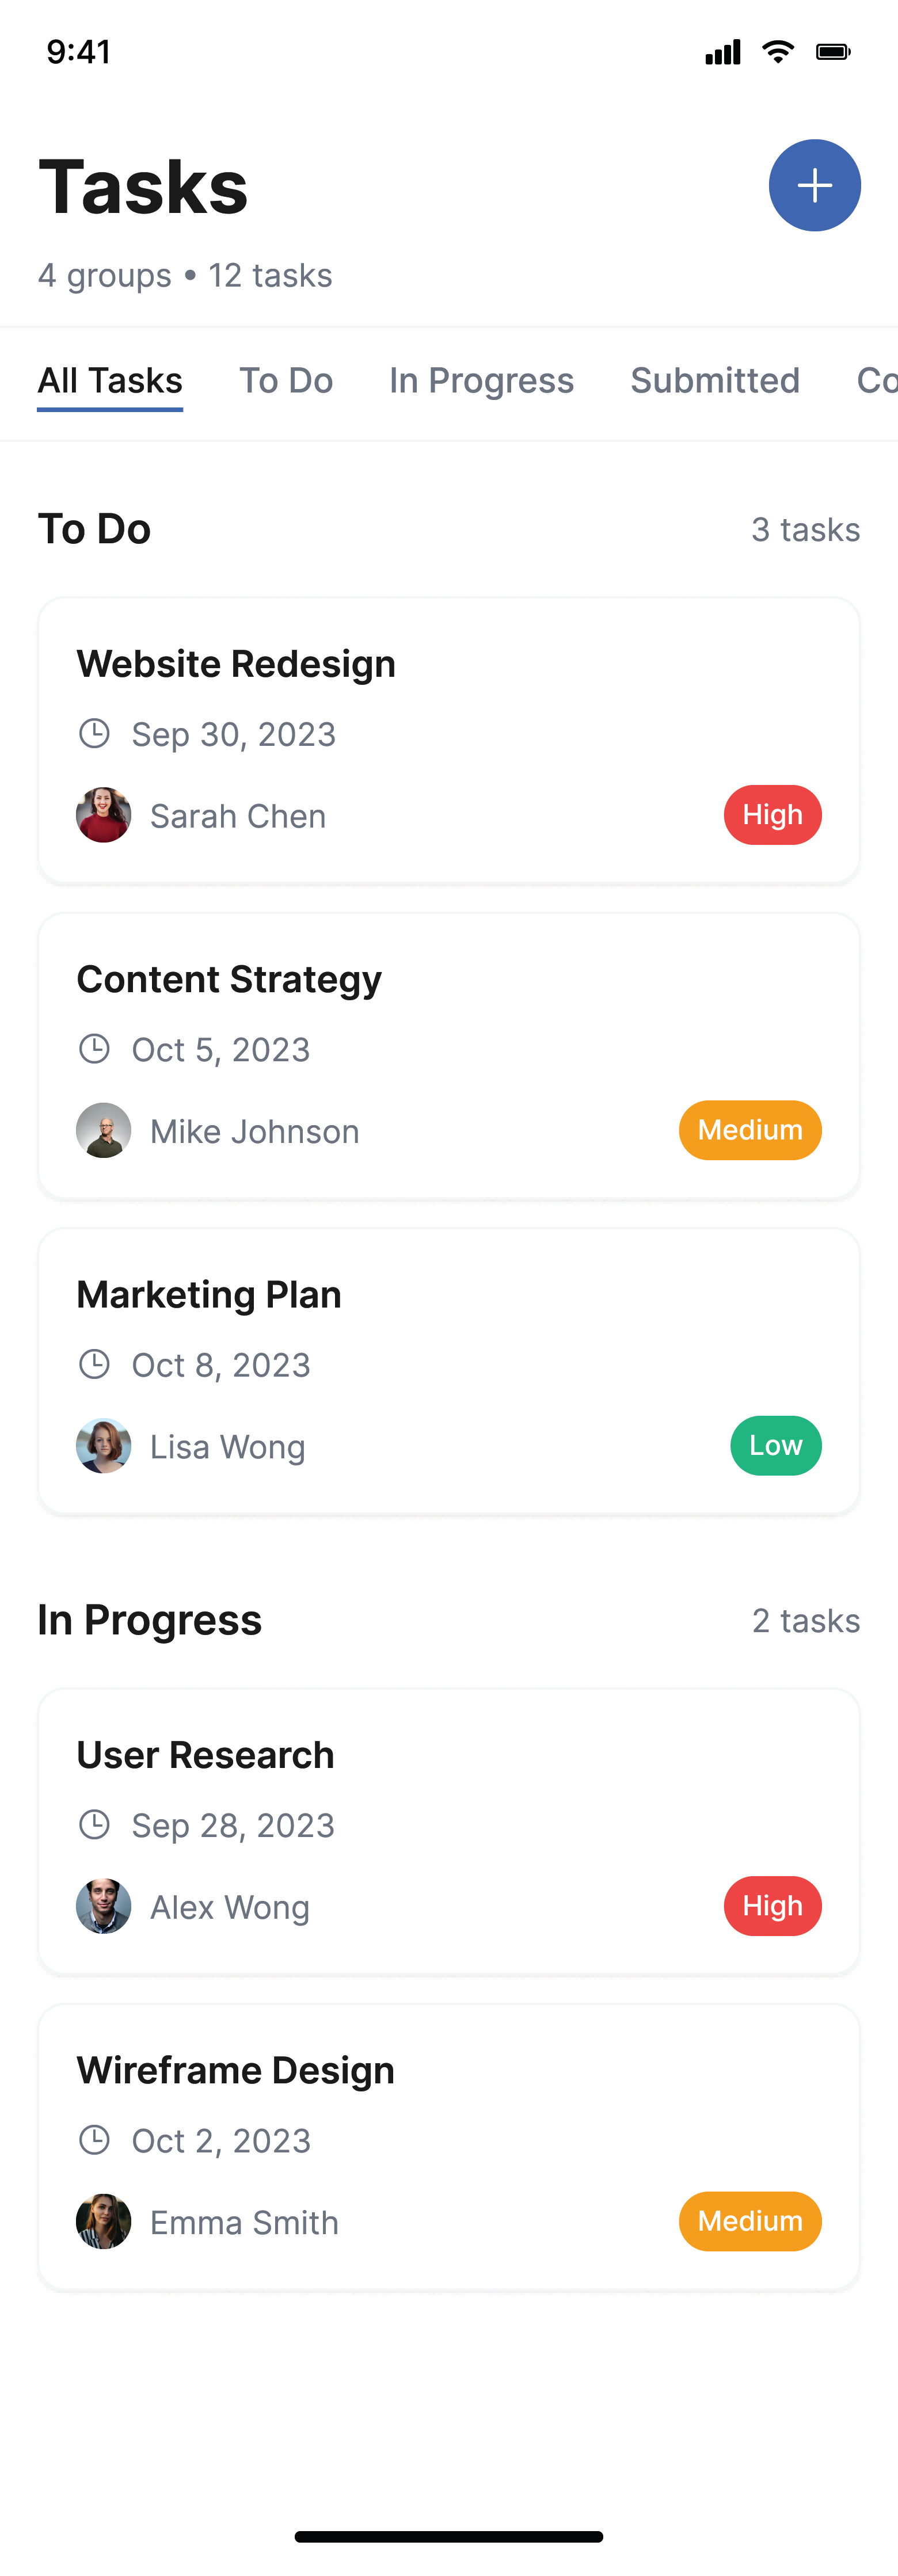 9:41
Tasks
4 groups • 12 tasks
All Tasks To Do In Progress Submitted Co
To Do 3 tasks
Website Redesign
Sep 30, 2023
Sarah Chen High
Content Strategy
Oct 5, 2023
Mike Johnson Medium
Marketing Plan
Oct 8, 2023
Lisa Wong Low
In Progress 2 tasks
User Research
Sep 28, 2023
Alex Wong High
Wireframe Design
Oct 2, 2023
Emma Smith Medium